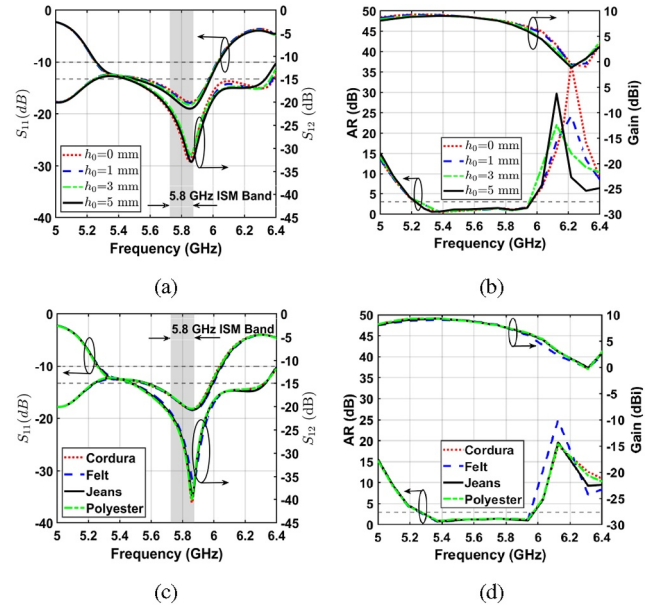 0
-10
-20
-30
-40
S₁₁(dB)
5
0
-5
-10
-15
-20
-25
-30
-35
-40
-45
S₁₂ (dB)
h₀=0 mm
h₀=1 mm
h₀=3 mm
h₀=5 mm
5.8 GHz ISM Band
5 5.2 5.4 5.6 5.8 6 6.2 6.4
Frequency (GHz)
(a)
50
45
40
35
30
25
20
15
10
5
0
AR (dB)
10
5
0
-5
-10
-15
-20
-25
-30
Gain (dBi)
h₀=0 mm
h₀=1 mm
h₀=3 mm
h₀=5 mm
5 5.2 5.4 5.6 5.8 6 6.2 6.4
Frequency (GHz)
(b)
0
-10
-20
-30
-40
S₁₁(dB)
5
0
-5
-10
-15
-20
-25
-30
-35
-40
-45
S₁₂ (dB)
5.8 GHz ISM Band
Cordura
Felt
Jeans
Polyester
5 5.2 5.4 5.6 5.8 6 6.2 6.4
Frequency (GHz)
(c)
50
45
40
35
30
25
20
15
10
5
0
AR (dB)
10
5
0
-5
-10
-15
-20
-25
-30
Gain (dBi)
Cordura
Felt
Jeans
Polyester
5 5.2 5.4 5.6 5.8 6 6.2 6.4
Frequency (GHz)
(d)